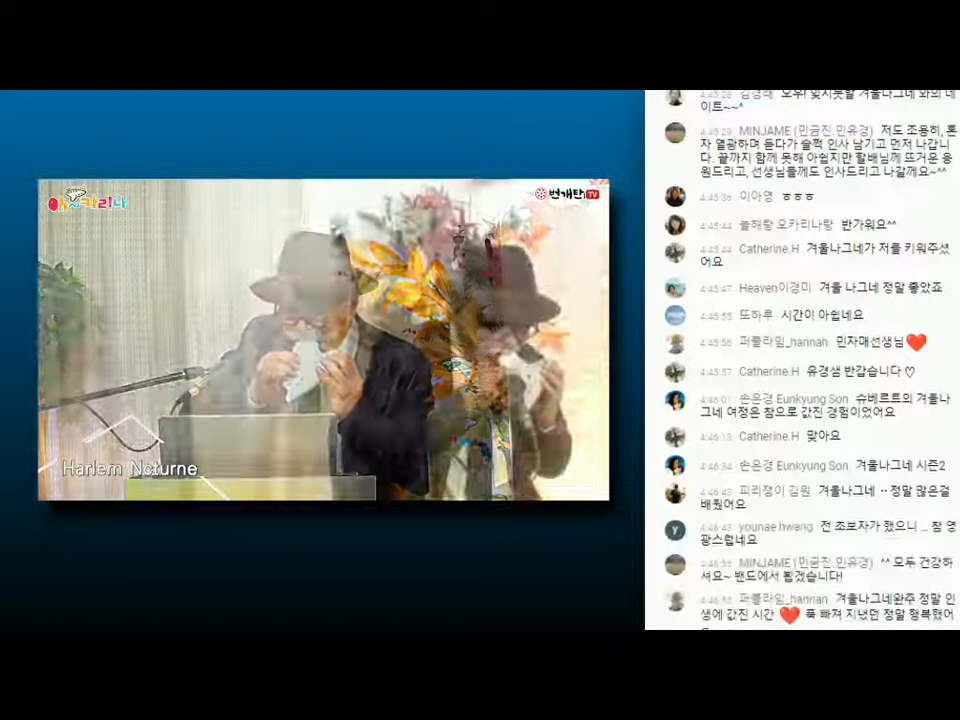 아이러브오카리나
번개탄 TV
Harlem Nocturne
4:45:28 김경태 오우! 잊지못할 겨울나그네 와의 데
이트~~^
4:45:29 MINJAME (민금진.민유경) 저도 조용히, 혼
자 열광하며 듣다가 슬쩍 인사 남기고 먼저 나갑니
다. 끝까지 함께 못해 아쉽지만 할배님께 뜨거운 응
원드리고, 선생님들께도 인사드리고 나갈께요~^^
4:45:36 이아영 ㅎㅎㅎ
4:45:44 늘해랑 오카리나랑 반가워요^^
4:45:44 Catherine.H 겨울나그네가 저를 키워주셨
어요
4:45:47 Heaven이경미 겨울 나그네 정말 좋았죠
4:45:55 또하루 시간이 아쉽네요
4:45:56 퍼플라임_hannah 민자매선생님❤️
4:45:57 Catherine.H 유경샘 반갑습니다♡
4:46:01 손은경 Eunkyung Son 슈베르트의 겨울나
그네 여정은 참으로 값진 경험이었어요
4:46:13 Catherine.H 맞아요
4:46:34 손은경 Eunkyung Son 겨울나그네 시즌2
4:46:43 피리쟁이 김원 겨울나그네 ··정말 많은걸
배웠어요
Y
4:46:43 younae hwang 전 초보자가 했으니 ... 참 영
광스럽네요
MINJAME (민금진.민유경) ^^ 모두 건강하
셔요~ 밴드에서 뵙겠습니다!
퍼플라임_hannah 겨울나그네완주 정말 인
생에 값진 시간 ❤️ 푹 빠져 지냈던 정말 행복했어